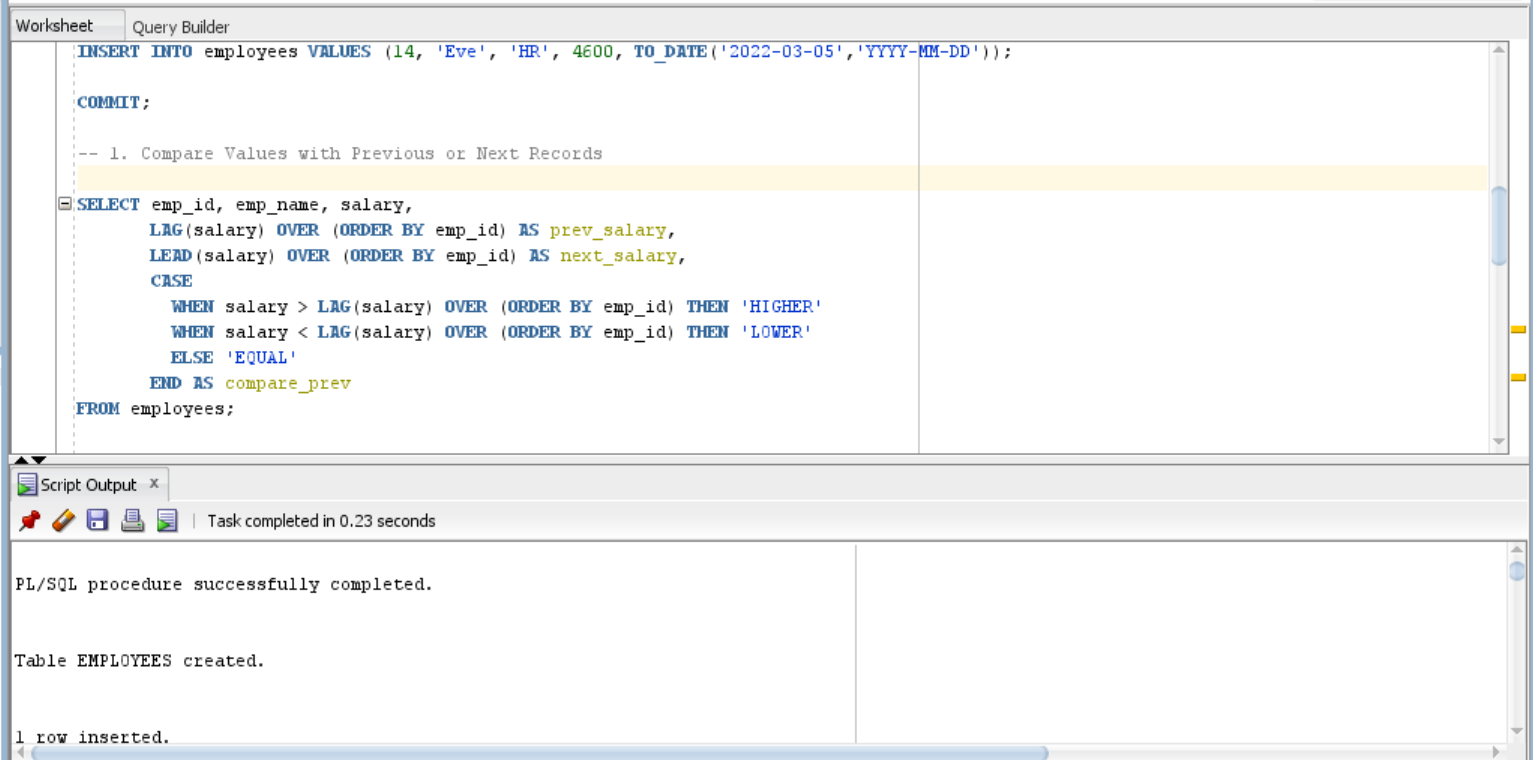 Worksheet Query Builder
INSERT INTO employees VALUES (14, 'Eve', 'HR', 4600, TO_DATE('2022-03-05','YYYY-MM-DD'));
COMMIT;
-- 1. Compare Values with Previous or Next Records
SELECT emp_id, emp_name, salary,
LAG(salary) OVER (ORDER BY emp_id) AS prev_salary,
LEAD(salary) OVER (ORDER BY emp_id) AS next_salary,
CASE
WHEN salary > LAG(salary) OVER (ORDER BY emp_id) THEN 'HIGHER'
WHEN salary < LAG(salary) OVER (ORDER BY emp_id) THEN 'LOWER'
ELSE 'EQUAL'
END AS compare_prev
FROM employees;
Script Output x
Task completed in 0.23 seconds
PL/SQL procedure successfully completed.
Table EMPLOYEES created.
1 row inserted.